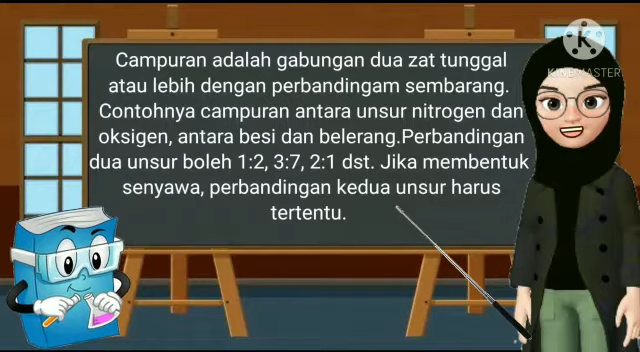 Campuran adalah gabungan dua zat tunggal
atau lebih dengan perbandingam sembarang.
Contohnya campuran antara unsur nitrogen dan
oksigen, antara besi dan belerang.Perbandingan
dua unsur boleh 1:2, 3:7, 2:1 dst. Jika membentuk
senyawa, perbandingan kedua unsur harus
tertentu.
K
KINEMASTER